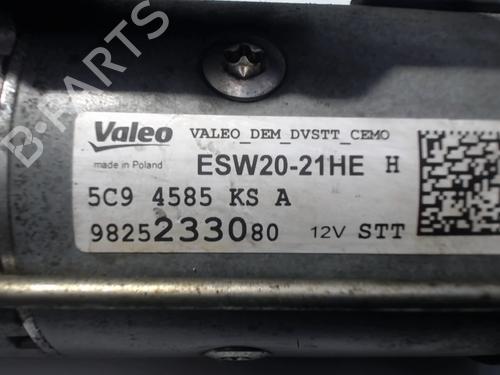 Valeo VALEO_DEM_DVSTT_CEMO
made in Poland ESW20-21HE H
5C9 4585 KS A
9825233080 12V STT
B-PARTS